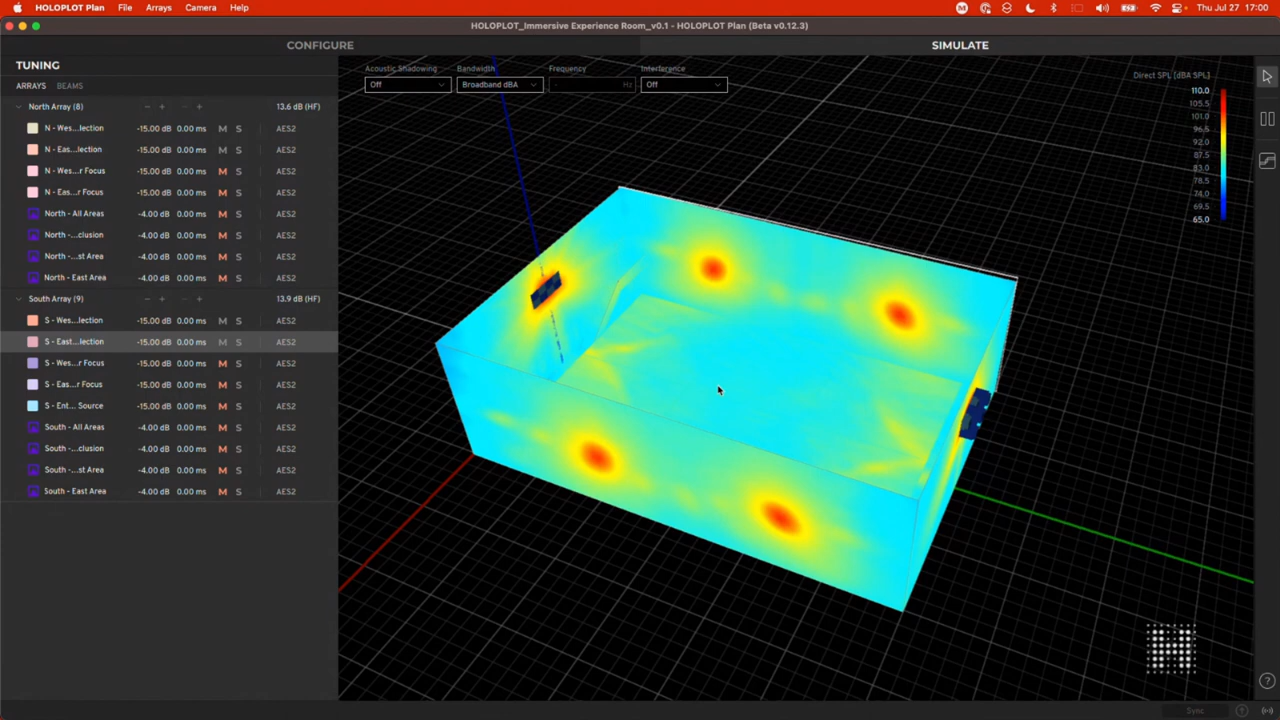 HOLOPLOT Plan File Arrays Camera Help Thu Jul 27 17:00
HOLOPLOT_Immersive Experience Room_v0.1 - HOLOPLOT Plan (Beta v0.12.3)
CONFIGURE SIMULATE
TUNING
ARRAYS BEAMS
North Array (8) − + − + 13.6 dB (HF)
N - Wes...lection -15.00 dB 0.00 ms M S AES2
N - Eas...lection -15.00 dB 0.00 ms M S AES2
N - Wes...r Focus -15.00 dB 0.00 ms M S AES2
N - Eas...r Focus -15.00 dB 0.00 ms M S AES2
North - All Areas -4.00 dB 0.00 ms M S AES2
North -...clusion -4.00 dB 0.00 ms M S AES2
North -...st Area -4.00 dB 0.00 ms M S AES2
North - East Area -4.00 dB 0.00 ms M S AES2
South Array (9) − + − + 13.9 dB (HF)
S - Wes...lection -15.00 dB 0.00 ms M S AES2
S - East...lection -15.00 dB 0.00 ms M S AES2
S - Wes...r Focus -15.00 dB 0.00 ms M S AES2
S - Eas...r Focus -15.00 dB 0.00 ms M S AES2
S - Ent... Source -15.00 dB 0.00 ms M S AES2
South - All Areas -4.00 dB 0.00 ms M S AES2
South -...clusion -4.00 dB 0.00 ms M S AES2
South -...st Area -4.00 dB 0.00 ms M S AES2
South - East Area -4.00 dB 0.00 ms M S AES2
Acoustic Shadowing Bandwidth Frequency Interference
Off Broadband dBA - Hz Off
Direct SPL [dBA SPL]
110.0
105.5
101.0
96.5
92.0
87.5
83.0
78.5
74.0
69.5
65.0
?
Sync